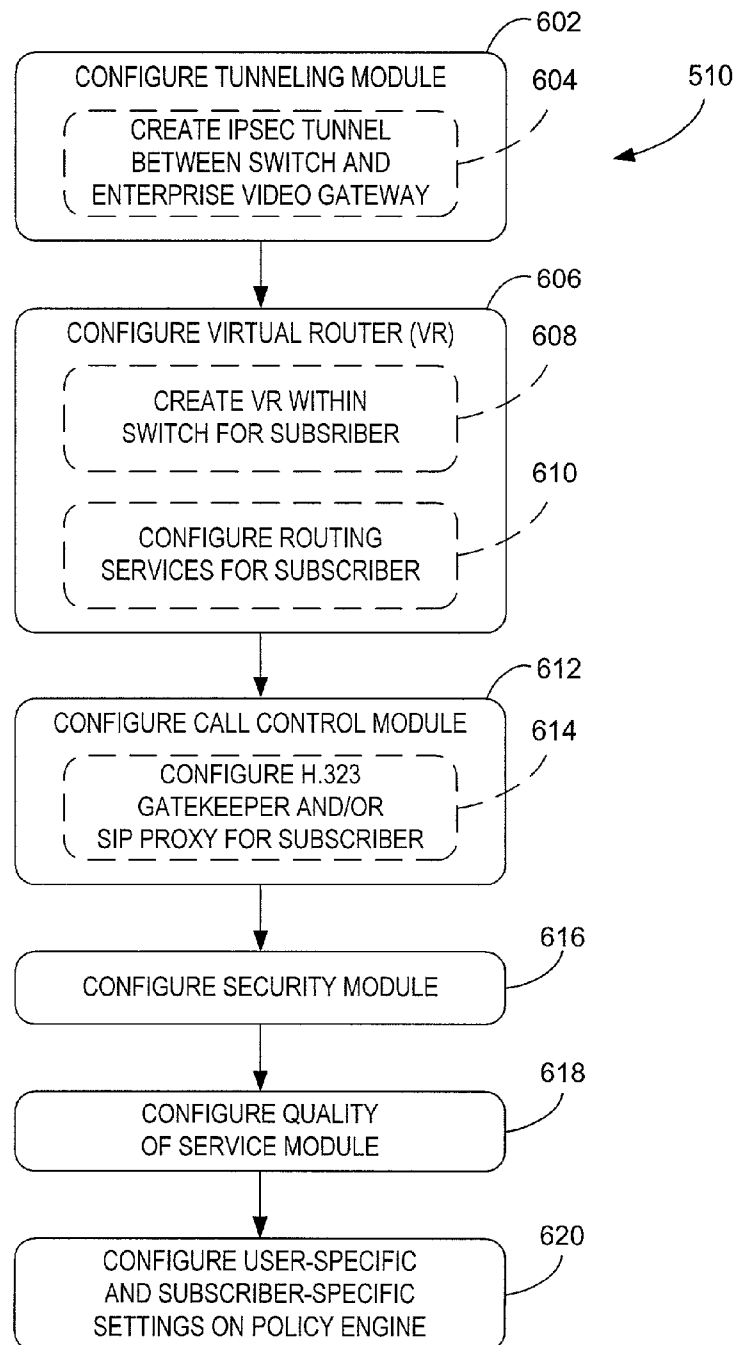 602
CONFIGURE TUNNELING MODULE
604
510
CREATE IPSEC TUNNEL
BETWEEN SWITCH AND
ENTERPRISE VIDEO GATEWAY
606
CONFIGURE VIRTUAL ROUTER (VR)
608
CREATE VR WITHIN
SWITCH FOR SUBSRIBER
610
CONFIGURE ROUTING
SERVICES FOR SUBSCRIBER
612
CONFIGURE CALL CONTROL MODULE
614
CONFIGURE H.323
GATEKEEPER AND/OR
SIP PROXY FOR SUBSCRIBER
616
CONFIGURE SECURITY MODULE
618
CONFIGURE QUALITY
OF SERVICE MODULE
620
CONFIGURE USER-SPECIFIC
AND SUBSCRIBER-SPECIFIC
SETTINGS ON POLICY ENGINE